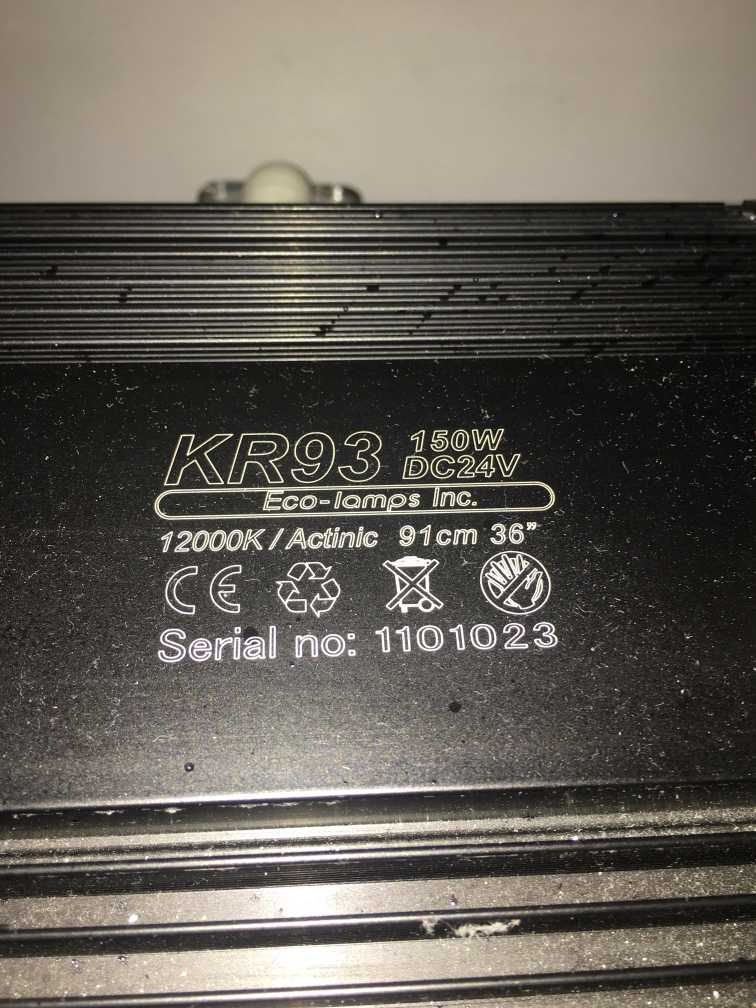 KR93 150W
DC24V
Eco-lamps Inc.
12000K / Actinic 91cm 36”
CE
Serial no: 1101023